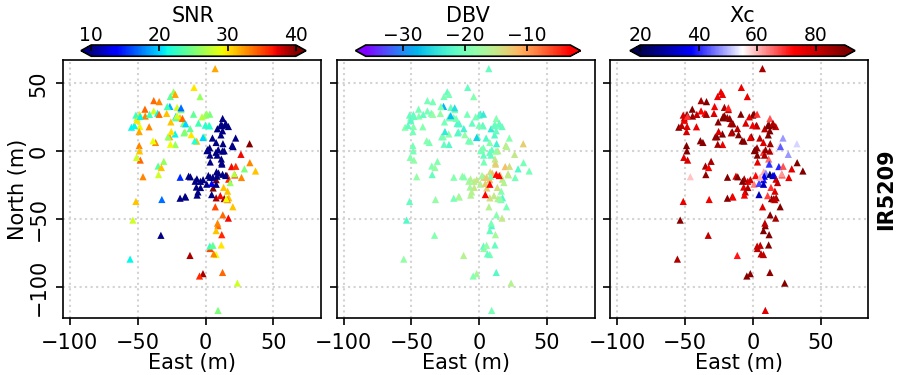 SNR DBV Xc
10 20 30 40 −30 −20 −10 20 40 60 80
50
0
−50
−100
North (m)
IR5209
−100 −50 0 50 −100 −50 0 50 −100 −50 0 50
East (m) East (m) East (m)